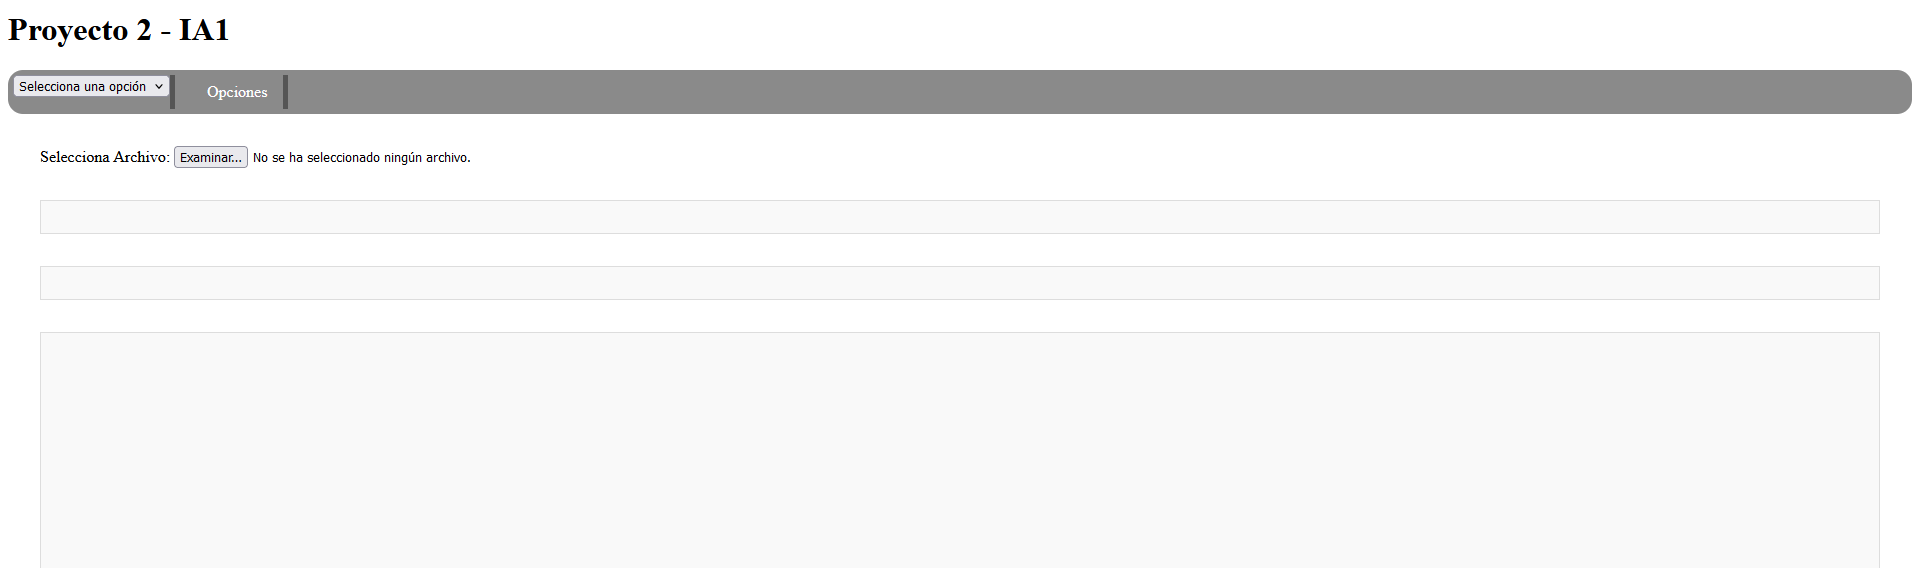 Proyecto 2 - IA1
Selecciona una opción Opciones
Selecciona Archivo: Examinar... No se ha seleccionado ningún archivo.